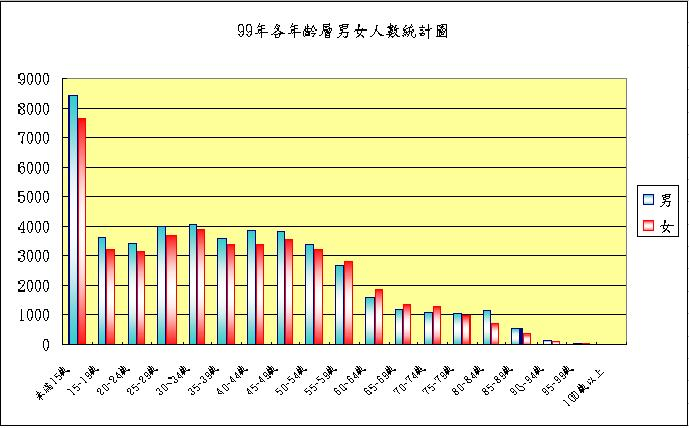 99年各年齡層男女人數統計圖
9000
8000
7000
6000
5000
4000
3000
2000
1000
0
未滿15歲
15-19歲
20-24歲
25-29歲
30-34歲
35-39歲
40-44歲
45-49歲
50-54歲
55-59歲
60-64歲
65-69歲
70-74歲
75-79歲
80-84歲
85-89歲
90-94歲
95-99歲
100歲以上
男
女